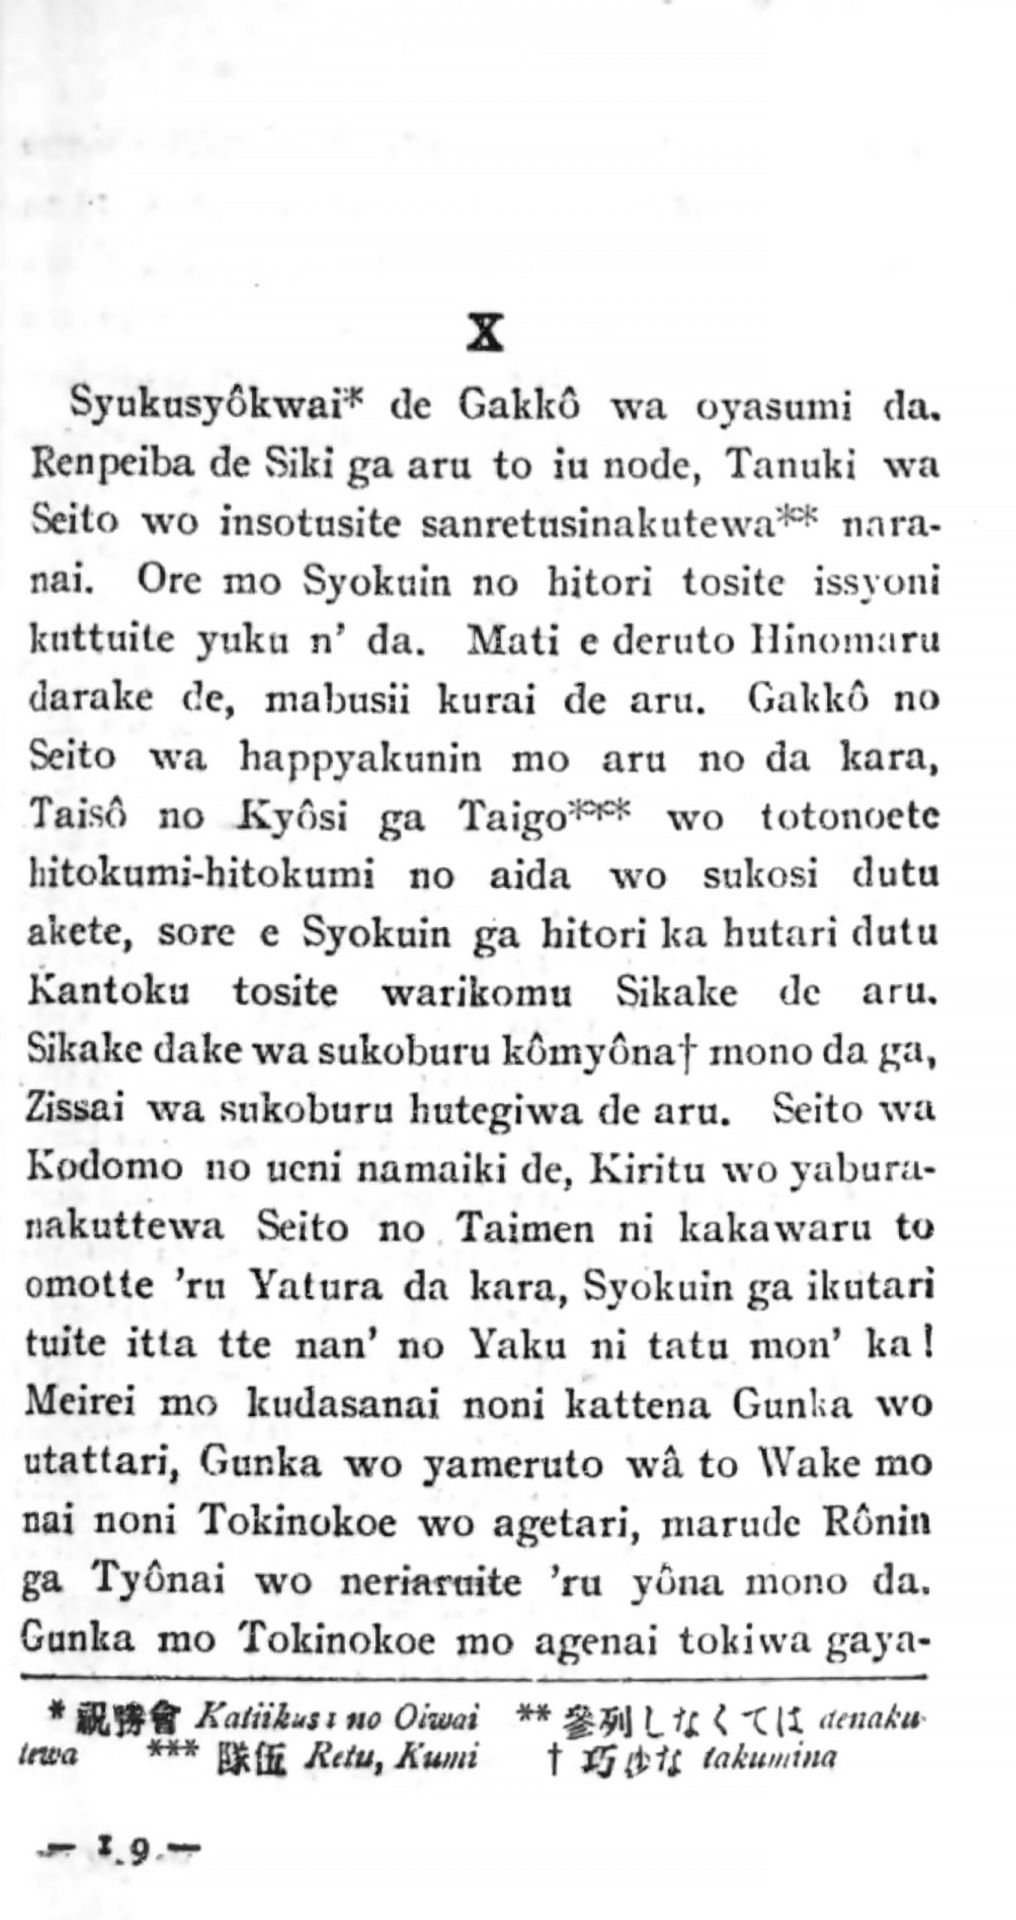 X
Syukusyôkwai* de Gakkô wa oyasumi da.
Renpeiba de Siki ga aru to iu node, Tanuki wa
Seito wo insotusite sanretusinakutewa** nara-
nai. Ore mo Syokuin no hitori tosite issyoni
kuttuite yuku n’ da. Mati e deruto Hinomaru
darake de, mabusii kurai de aru. Gakkô no
Seito wa happyakunin mo aru no da kara,
Taisô no Kyôsi ga Taigo*** wo totonoete
hitokumi-hitokumi no aida wo sukosi dutu
akete, sore e Syokuin ga hitori ka hutari dutu
Kantoku tosite warikomu Sikake de aru.
Sikake dake wa sukoburu kômyôna† mono da ga,
Zissai wa sukoburu hutegiwa de aru. Seito wa
Kodomo no ueni namaiki de, Kiritu wo yabura-
nakuttewa Seito no Taimen ni kakawaru to
omotte ’ru Yatura da kara, Syokuin ga ikutari
tuite itta tte nan’ no Yaku ni tatu mon’ ka!
Meirei mo kudasanai noni kattena Gunka wo
utattari, Gunka wo yameruto wâ to Wake mo
nai noni Tokinokoe wo agetari, marude Rônin
ga Tyônai wo neriaruite ’ru yôna mono da.
Gunka mo Tokinokoe mo agenai tokiwa gaya-
* 祝勝會 Katiikusa no Oiwai ** 參列しなくては denaku-
tewa *** 隊伍 Retu, Kumi † 巧妙な takumina